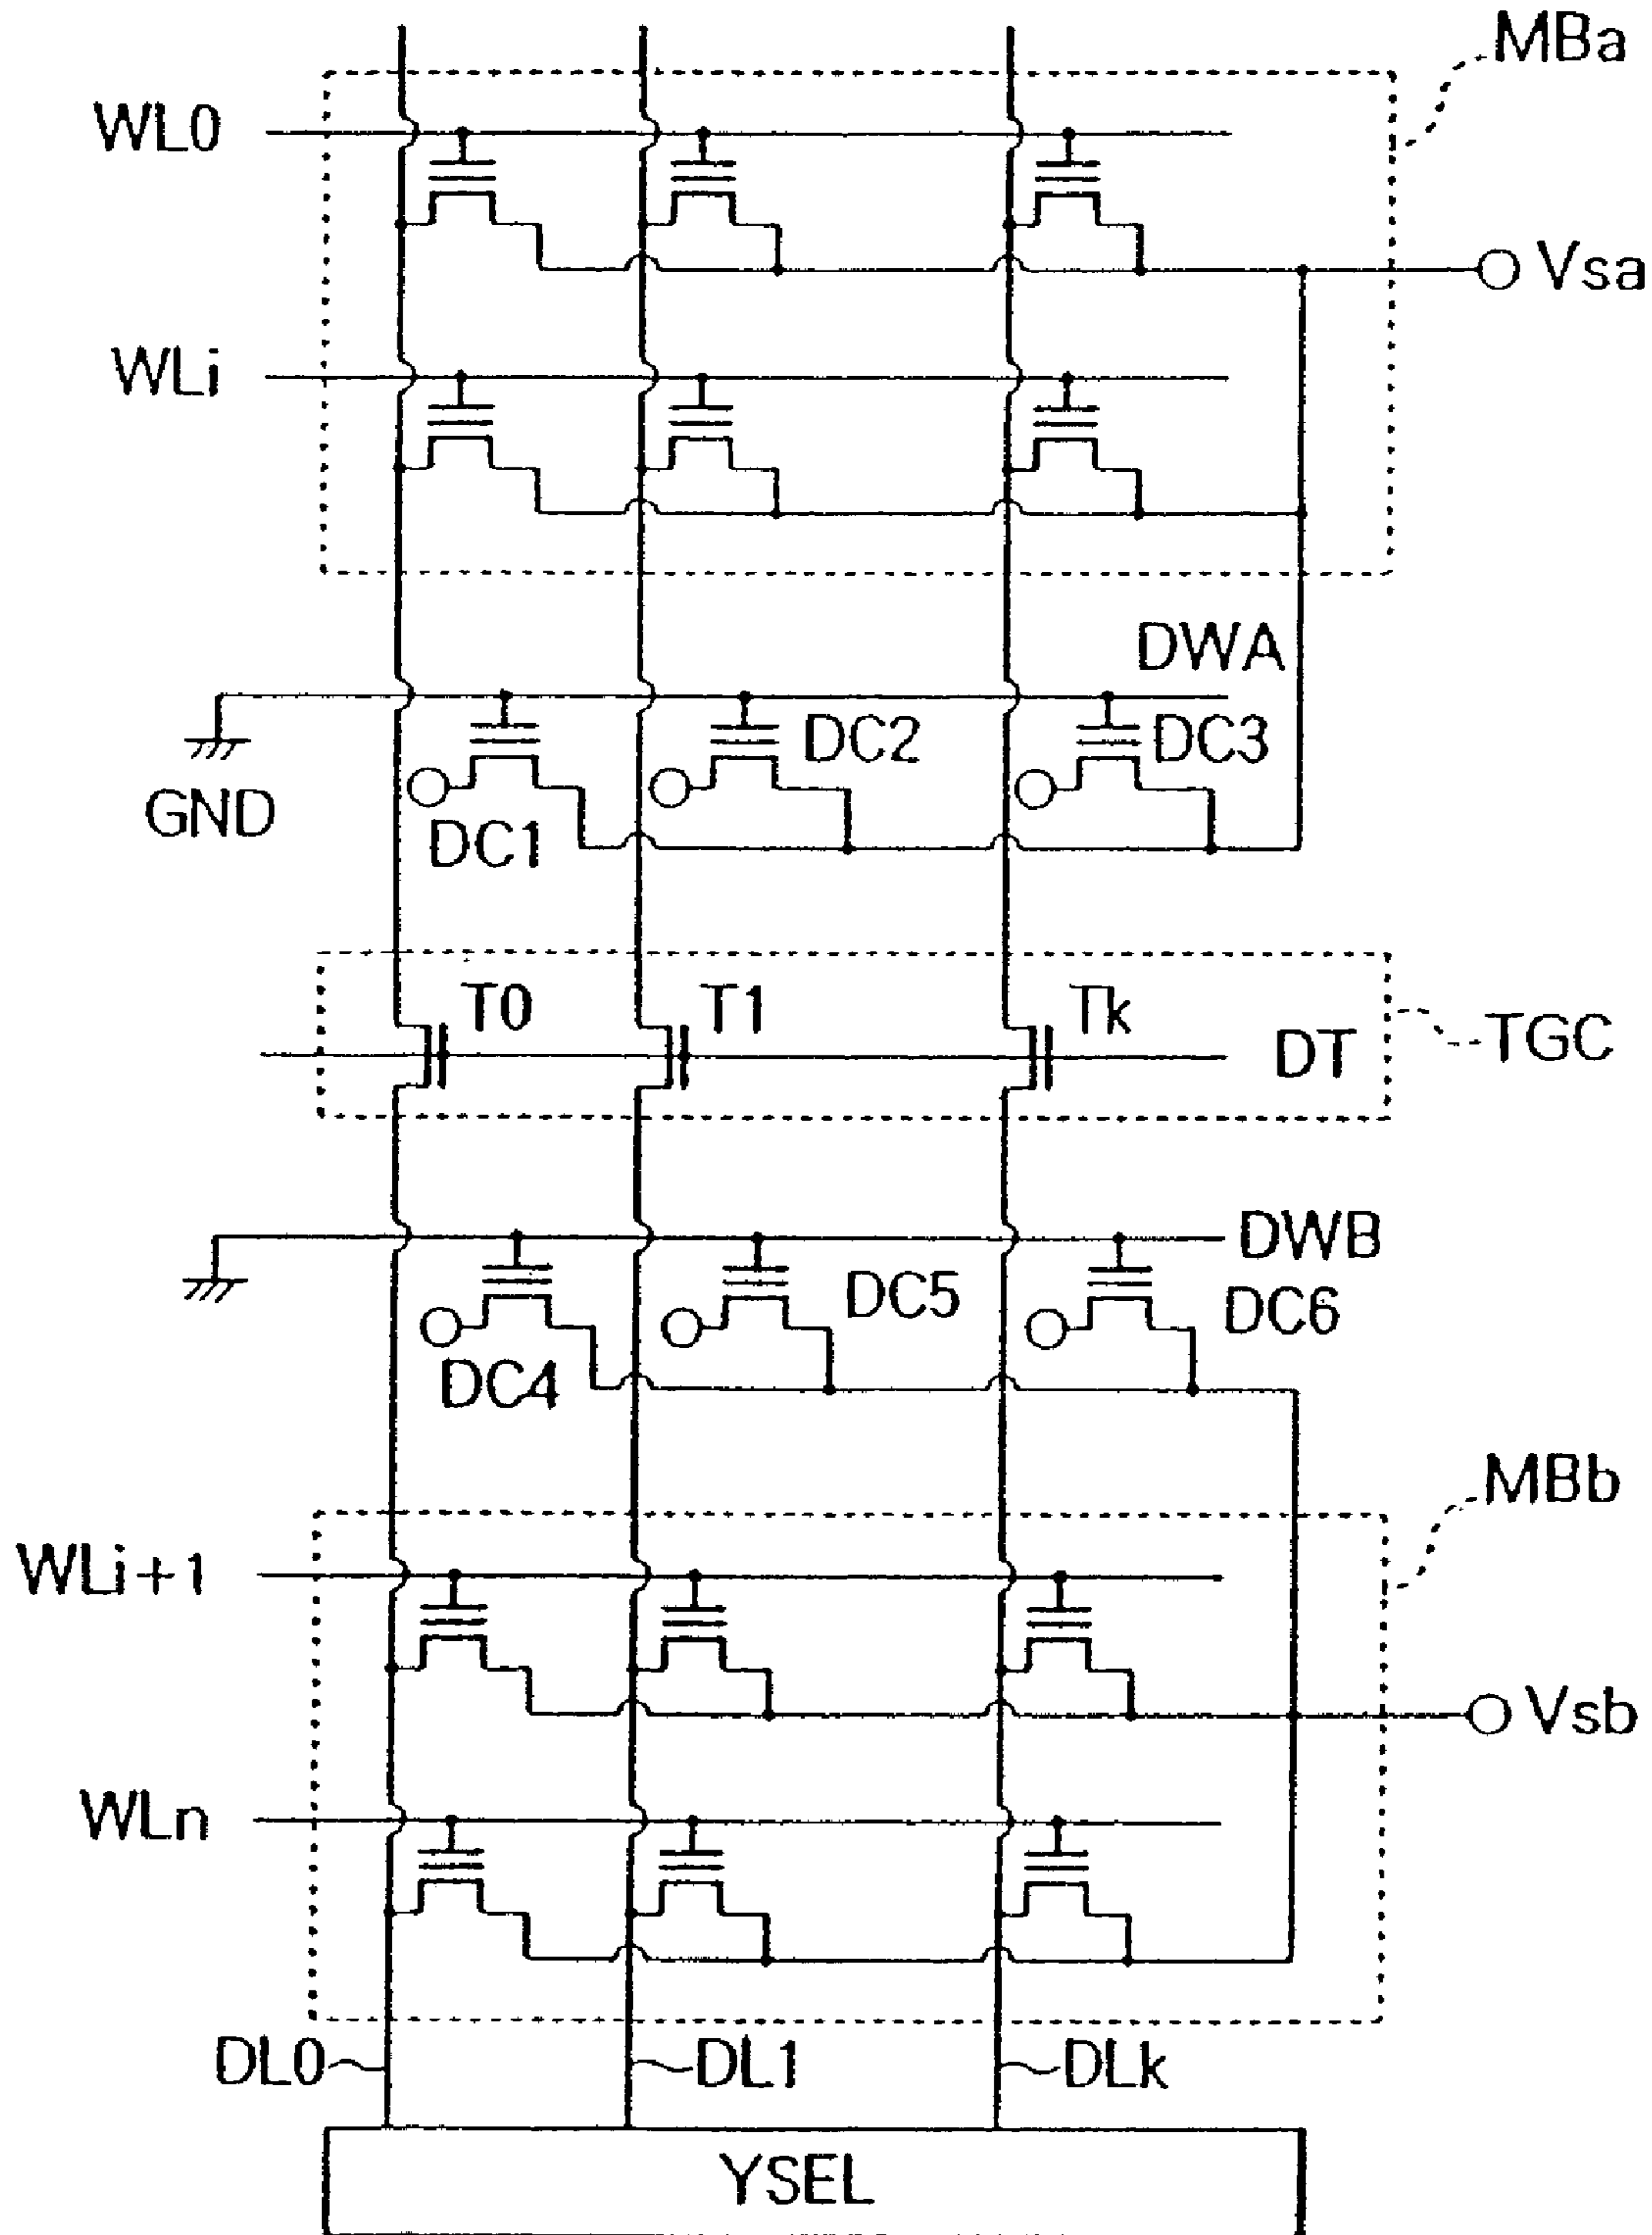 MBa
WL0
Vsa
WLi
DWA
DC2
DC3
GND
DC1
T0
T1
Tk
DT
TGC
DWB
DC5
DC6
DC4
MBb
WLi+1
Vsb
WLn
DL0
DL1
DLk
YSEL